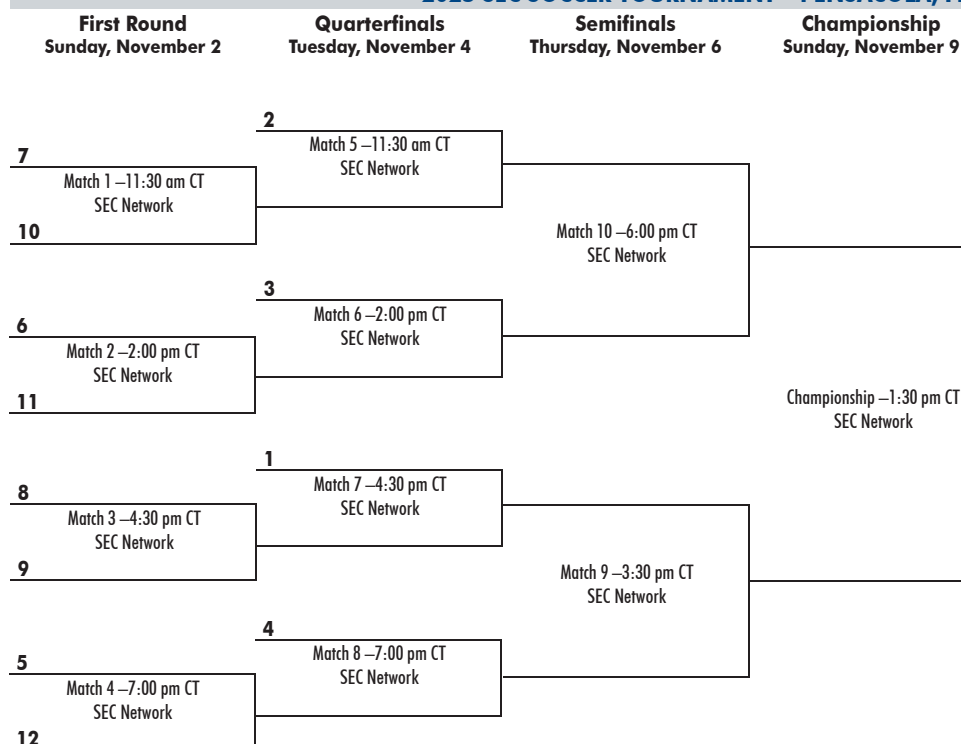 First Round
Sunday, November 2
Quarterfinals
Tuesday, November 4
Semifinals
Thursday, November 6
Championship
Sunday, November 9
7
Match 1 –11:30 am CT
SEC Network
10
6
Match 2 –2:00 pm CT
SEC Network
11
8
Match 3 –4:30 pm CT
SEC Network
9
5
Match 4 –7:00 pm CT
SEC Network
12
2
Match 5 –11:30 am CT
SEC Network
3
Match 6 –2:00 pm CT
SEC Network
1
Match 7 –4:30 pm CT
SEC Network
4
Match 8 –7:00 pm CT
SEC Network
Match 10 –6:00 pm CT
SEC Network
Match 9 –3:30 pm CT
SEC Network
Championship –1:30 pm CT
SEC Network